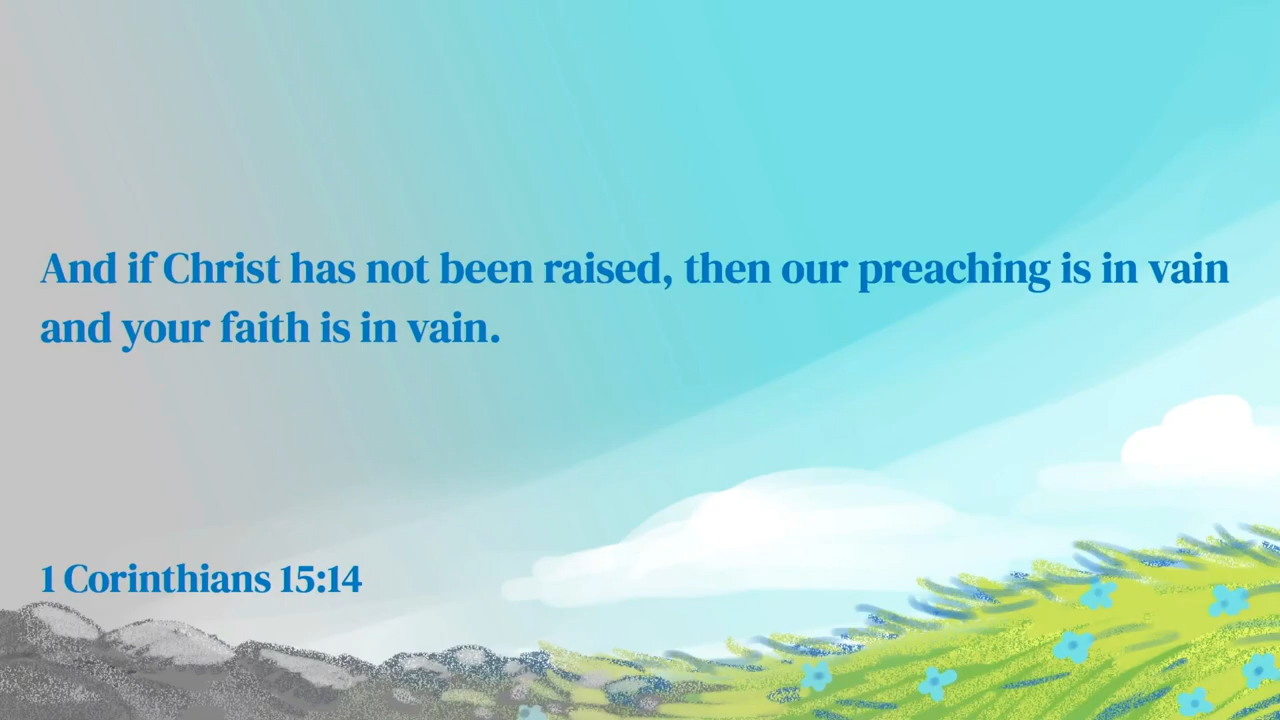 And if Christ has not been raised, then our preaching is in vain
and your faith is in vain.
1 Corinthians 15:14